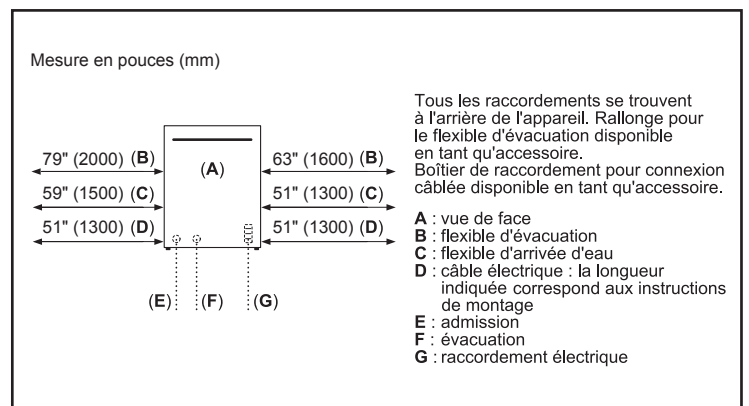 Mesure en pouces (mm)
79" (2000) (B)
59" (1500) (C)
51" (1300) (D)
(A)
63" (1600) (B)
51" (1300) (C)
51" (1300) (D)
(E) (F) (G)
Tous les raccordements se trouvent
à l'arrière de l'appareil. Rallonge pour
le flexible d'évacuation disponible
en tant qu'accessoire.
Boîtier de raccordement pour connexion
câblée disponible en tant qu'accessoire.
A : vue de face
B : flexible d'évacuation
C : flexible d'arrivée d'eau
D : câble électrique : la longueur
indiquée correspond aux instructions
de montage
E : admission
F : évacuation
G : raccordement électrique